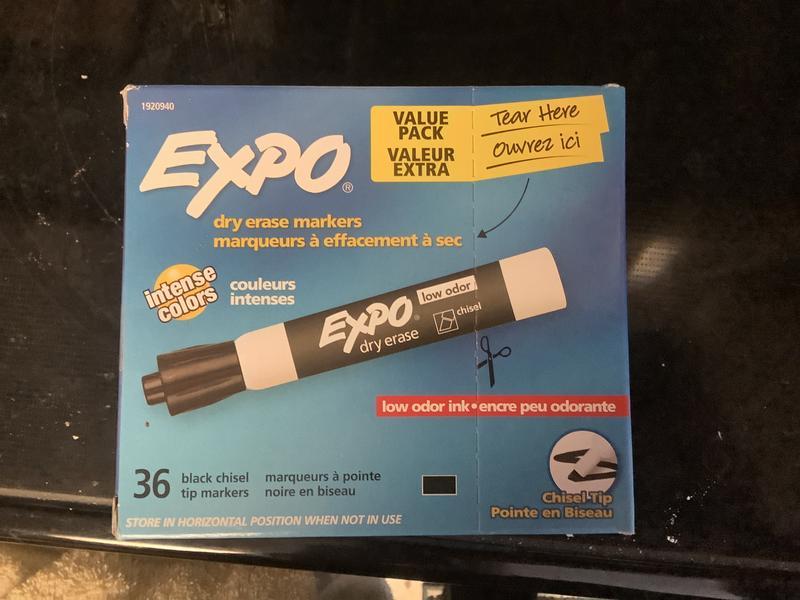 1920940
EXPO®
VALUE
PACK
VALEUR
EXTRA
Tear Here
Ouvrez ici
dry erase markers
marqueurs à effacement à sec
intense
colors
couleurs
intenses
EXPO
dry erase
low odor
chisel
low odor ink • encre peu odorante
36
black chisel
tip markers
marqueurs à pointe
noire en biseau
Chisel Tip
Pointe en Biseau
STORE IN HORIZONTAL POSITION WHEN NOT IN USE